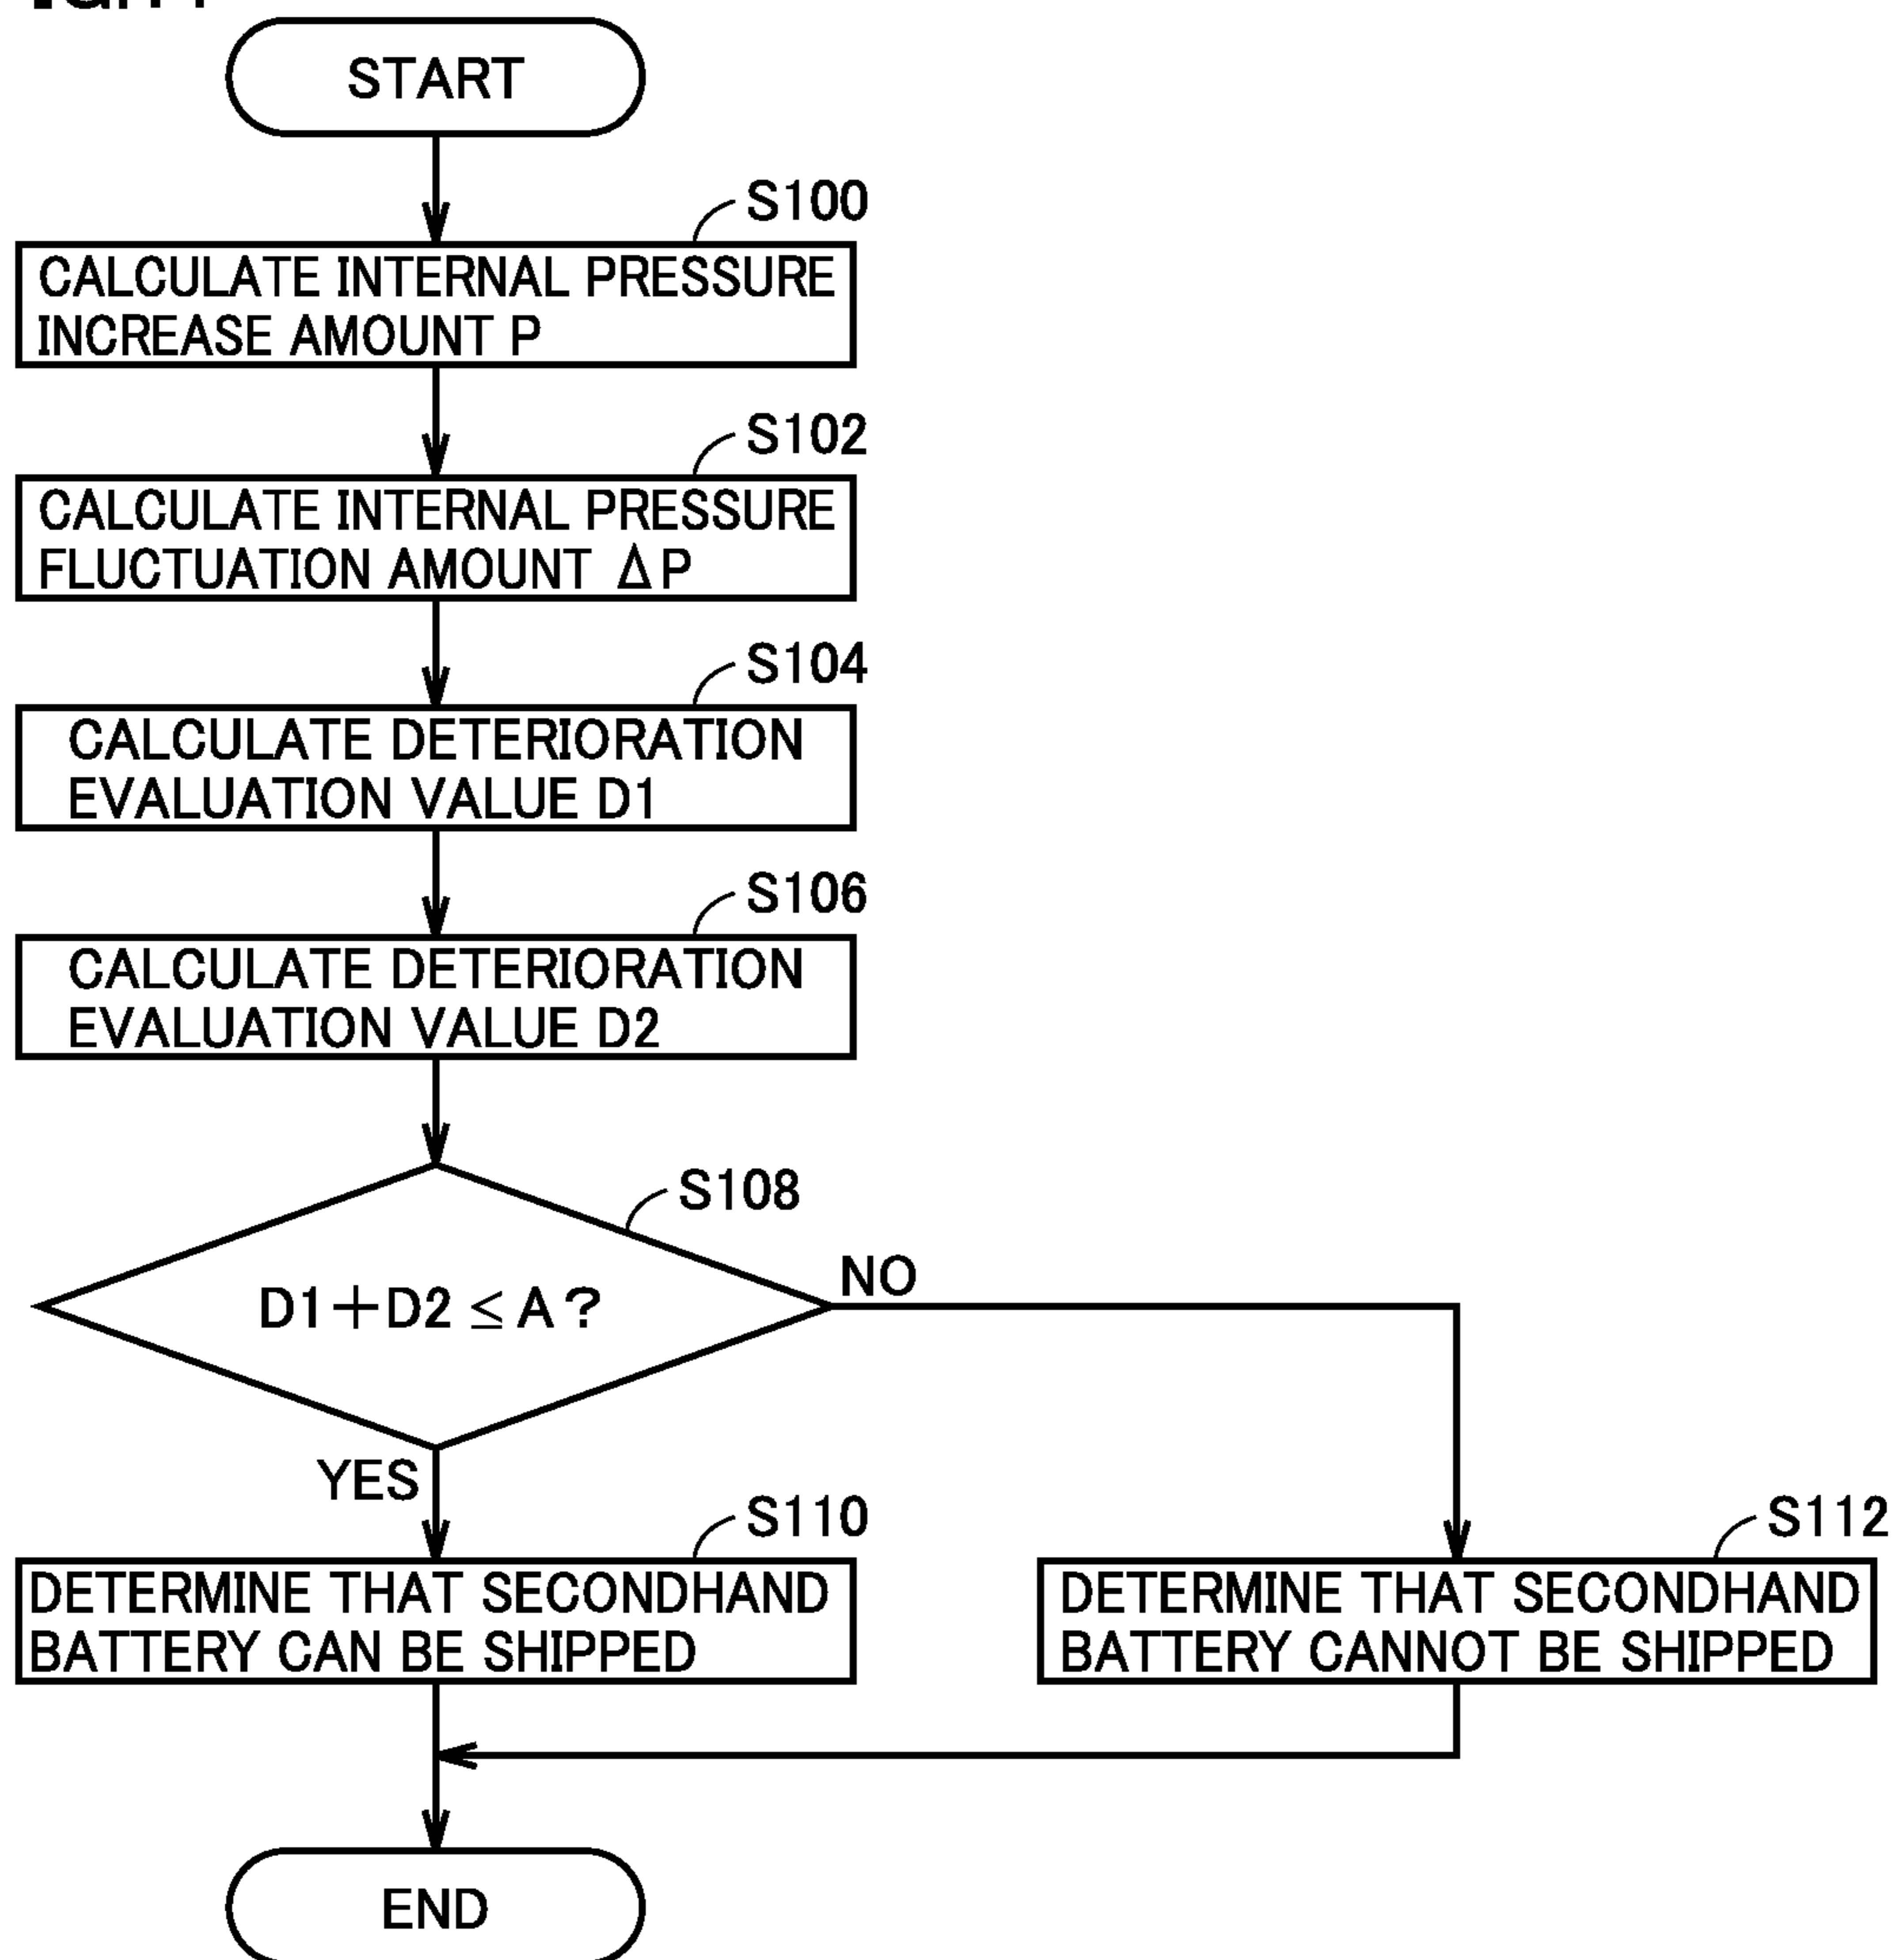 START
S100
CALCULATE INTERNAL PRESSURE
INCREASE AMOUNT P
S102
CALCULATE INTERNAL PRESSURE
FLUCTUATION AMOUNT ΔP
S104
CALCULATE DETERIORATION
EVALUATION VALUE D1
S106
CALCULATE DETERIORATION
EVALUATION VALUE D2
S108
D1+D2 ≤ A?
NO
YES
S110
DETERMINE THAT SECONDHAND
BATTERY CAN BE SHIPPED
S112
DETERMINE THAT SECONDHAND
BATTERY CANNOT BE SHIPPED
END